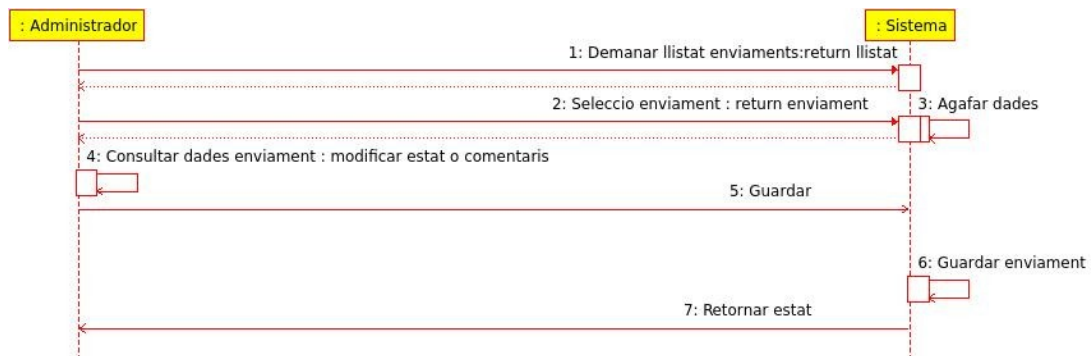 : Administrador
: Sistema
1: Demanar llistat enviaments:return llistat
2: Seleccio enviament : return enviament
3: Agafar dades
4: Consultar dades enviament : modificar estat o comentaris
5: Guardar
6: Guardar enviament
7: Retornar estat